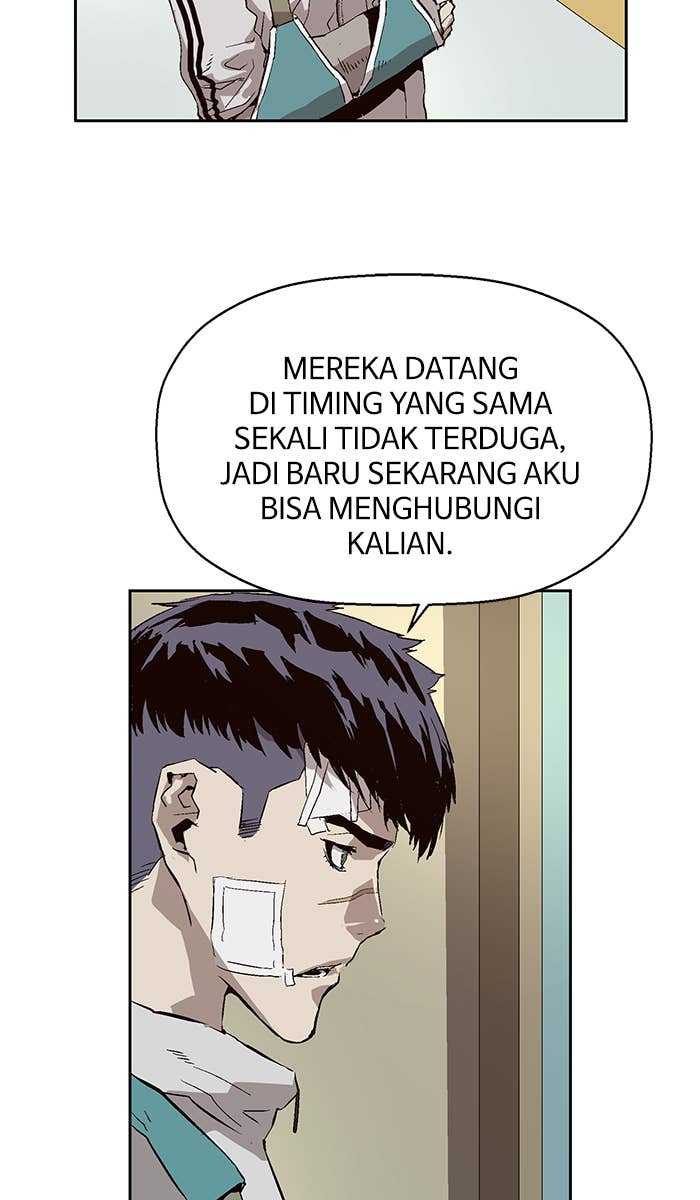 MEREKA DATANG
DI TIMING YANG SAMA
SEKALI TIDAK TERDUGA,
JADI BARU SEKARANG AKU
BISA MENGHUBUNGI
KALIAN.